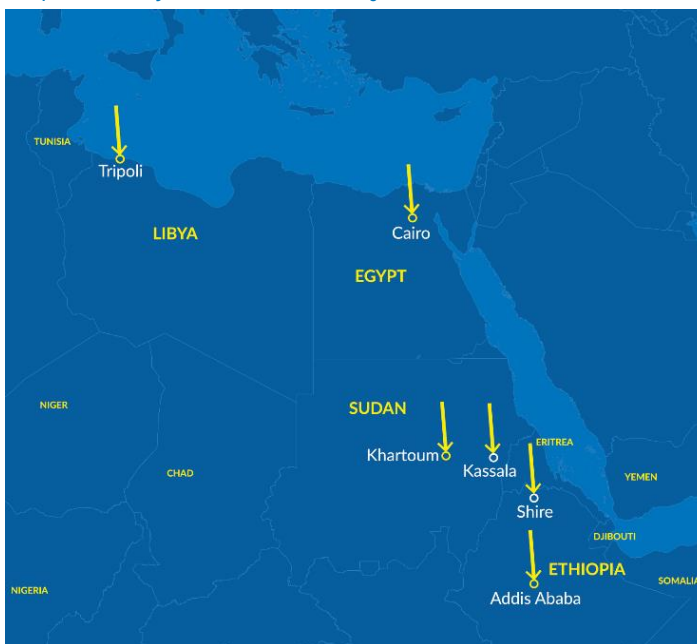 TUNISIA
Tripoli
LIBYA
Cairo
EGYPT
NIGER
SUDAN
Khartoum
Kassala
ERITREA
CHAD
YEMEN
Shire
DJIBOUTI
ETHIOPIA
SOMALIA
NIGERIA
Addis Ababa